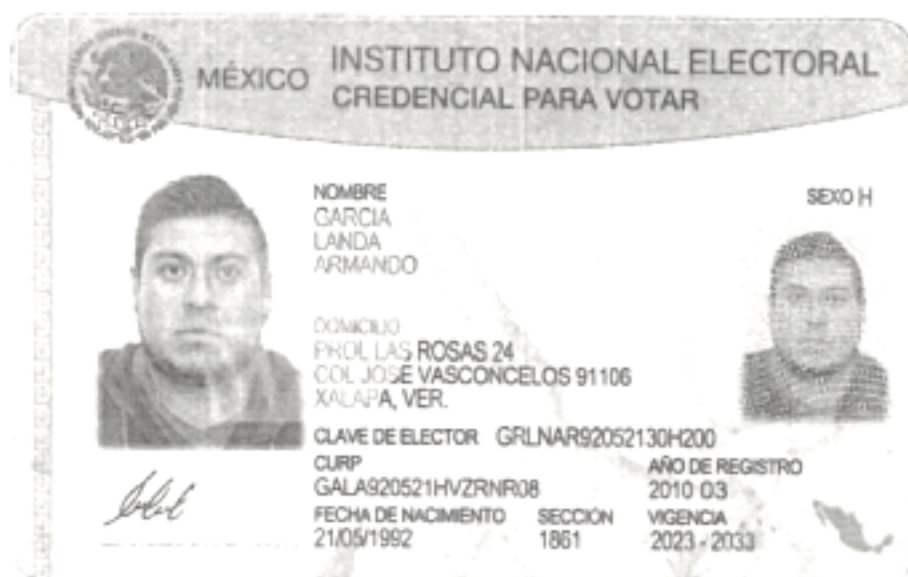 MÉXICO INSTITUTO NACIONAL ELECTORAL
CREDENCIAL PARA VOTAR
NOMBRE
SEXO H
GARCIA
LANDA
ARMANDO
DOMICILIO
PROL LAS ROSAS 24
COL JOSE VASCONCELOS 91106
XALAPA, VER.
CLAVE DE ELECTOR GRLNAR92052130H200
CURP
GALA920521HVZRNR08
AÑO DE REGISTRO
2010 03
FECHA DE NACIMIENTO
21/05/1992
SECCIÓN
1861
VIGENCIA
2023 - 2033